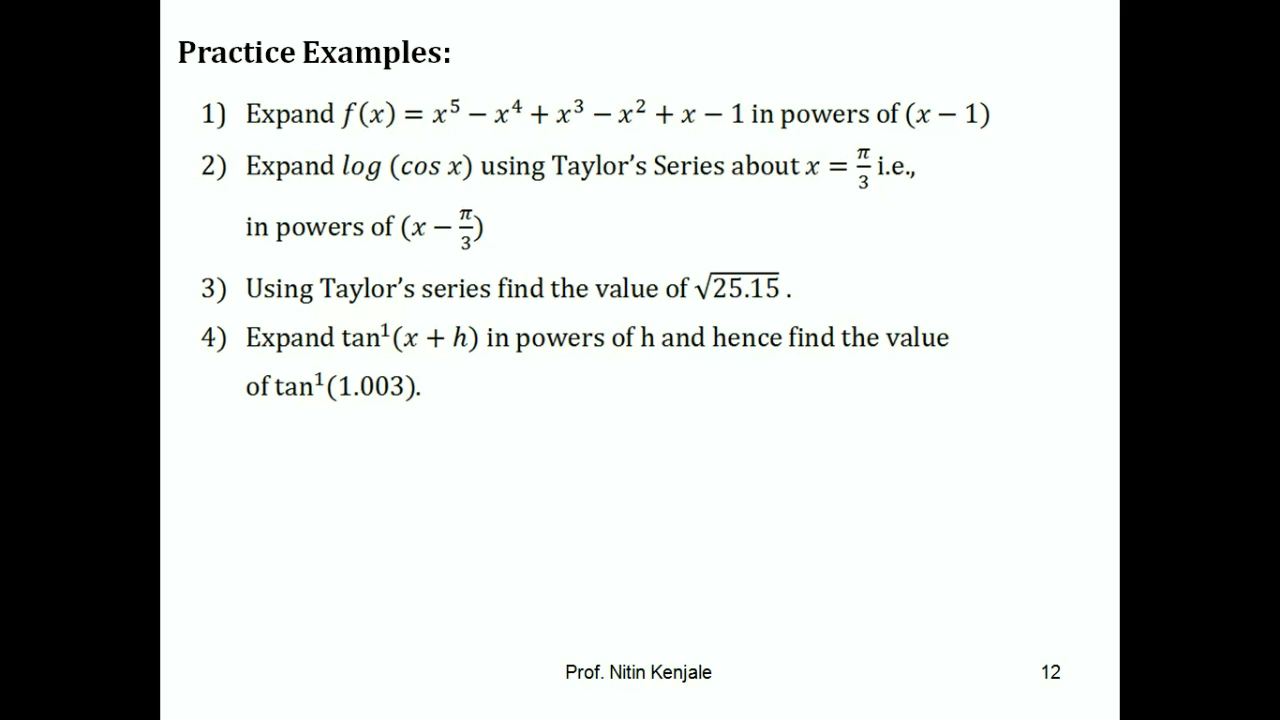 Practice Examples:
1) Expand f(x) = x⁵ − x⁴ + x³ − x² + x − 1 in powers of (x − 1)
2) Expand log (cos x) using Taylor's Series about x = π/3 i.e.,
in powers of (x − π/3)
3) Using Taylor's series find the value of √25.15 .
4) Expand tan¹(x + h) in powers of h and hence find the value
of tan¹(1.003).
Prof. Nitin Kenjale 12